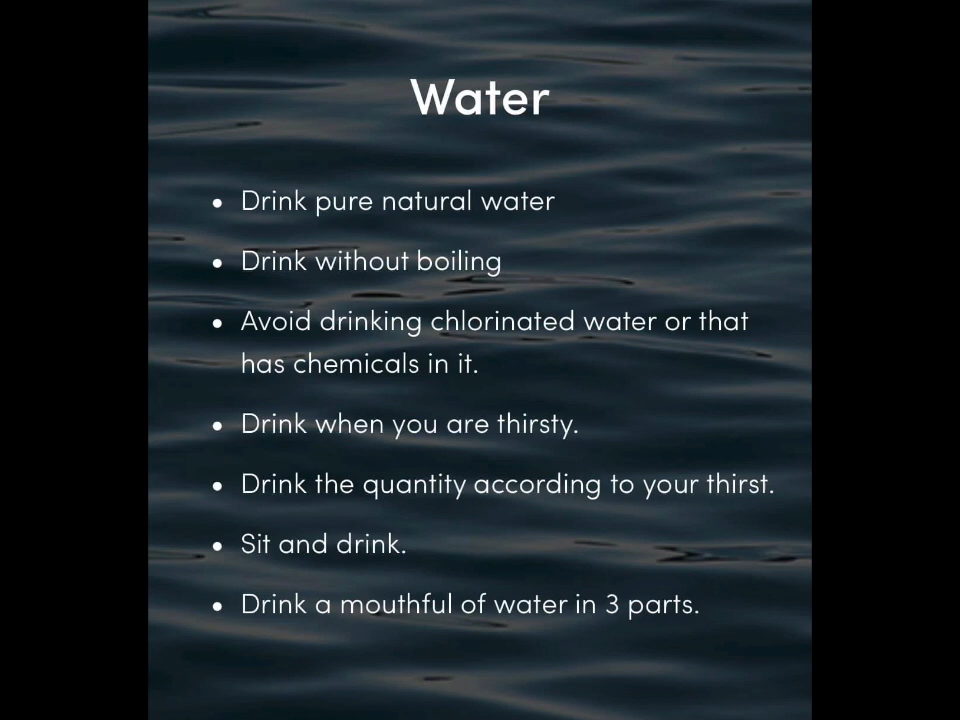 Water
• Drink pure natural water
• Drink without boiling
• Avoid drinking chlorinated water or that
has chemicals in it.
• Drink when you are thirsty.
• Drink the quantity according to your thirst.
• Sit and drink.
• Drink a mouthful of water in 3 parts.